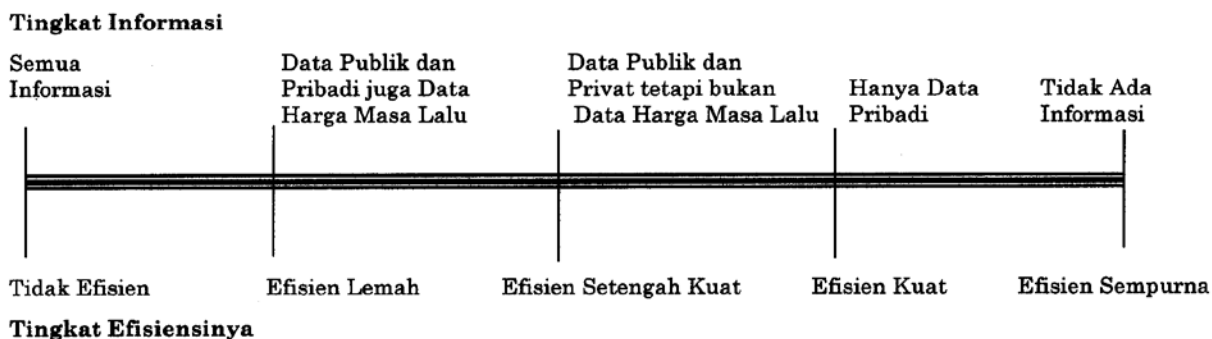 Tingkat Informasi
Semua
Informasi
Data Publik dan
Pribadi juga Data
Harga Masa Lalu
Data Publik dan
Privat tetapi bukan
Data Harga Masa Lalu
Hanya Data
Pribadi
Tidak Ada
Informasi
Tidak Efisien
Efisien Lemah
Efisien Setengah Kuat
Efisien Kuat
Efisien Sempurna
Tingkat Efisiensinya